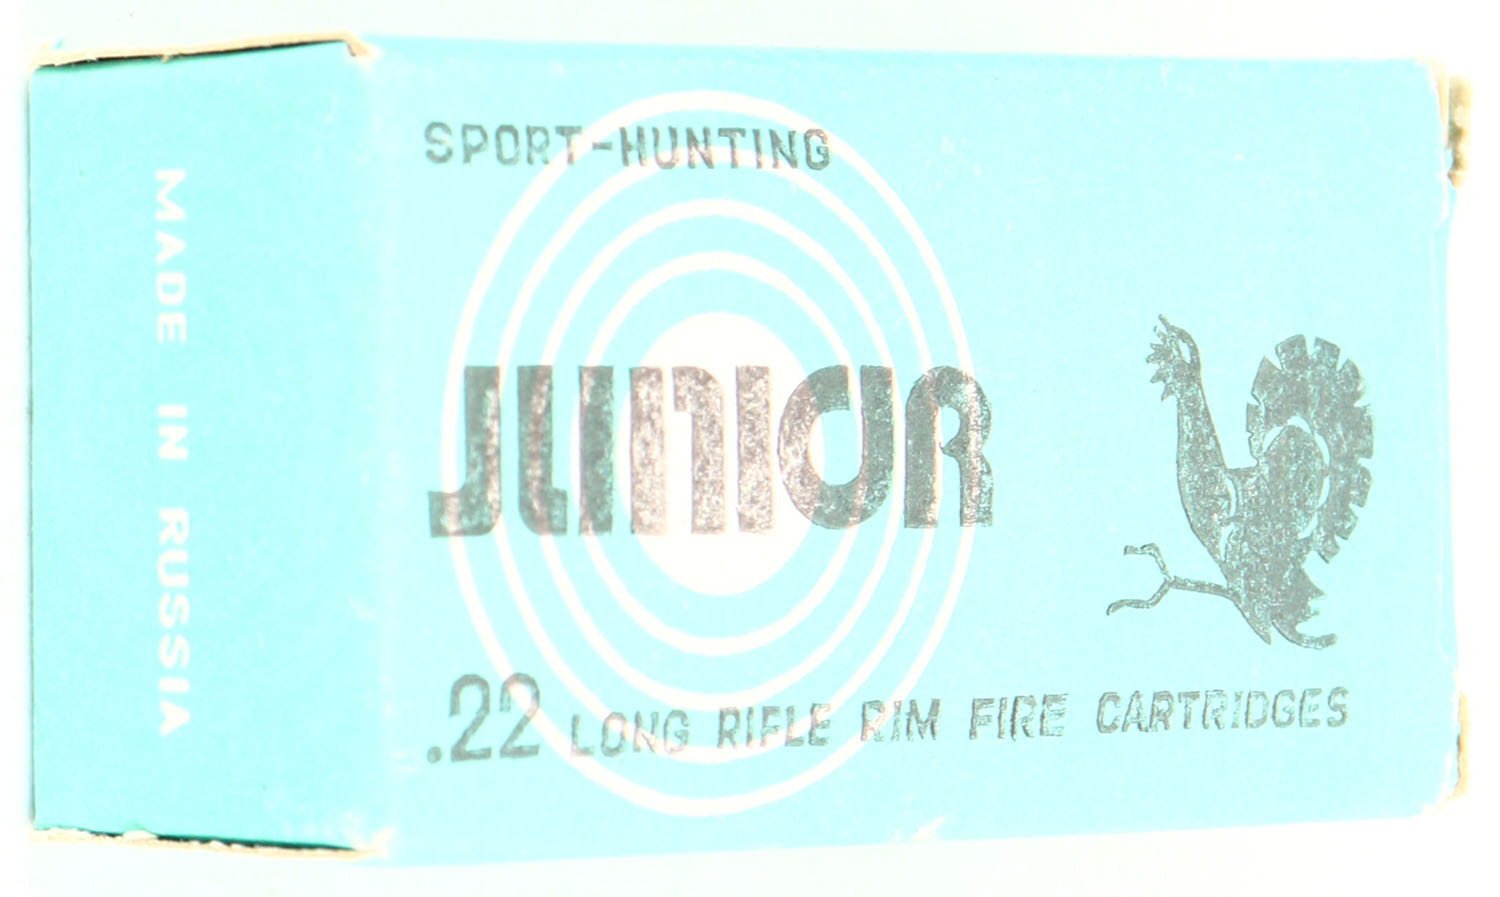 MADE IN RUSSIA
SPORT-HUNTING
JUNIOR
.22 LONG RIFLE RIM FIRE CARTRIDGES